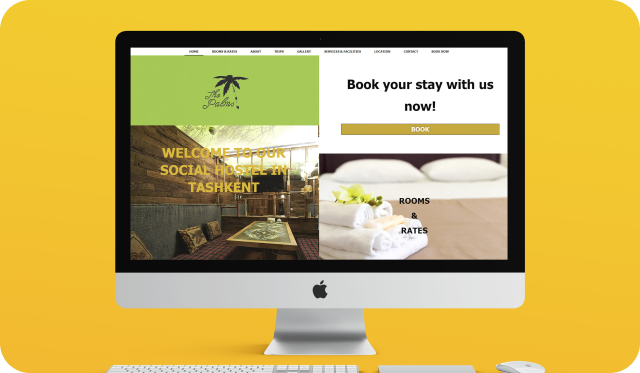 HOME ROOMS & RATES ABOUT TRIPS GALLERY SERVICES & FACILITIES LOCATION CONTACT BOOK NOW
The
Palms
Book your stay with us
now!
BOOK
WELCOME TO OUR
SOCIAL HOSTEL IN
TASHKENT
ROOMS
&
RATES